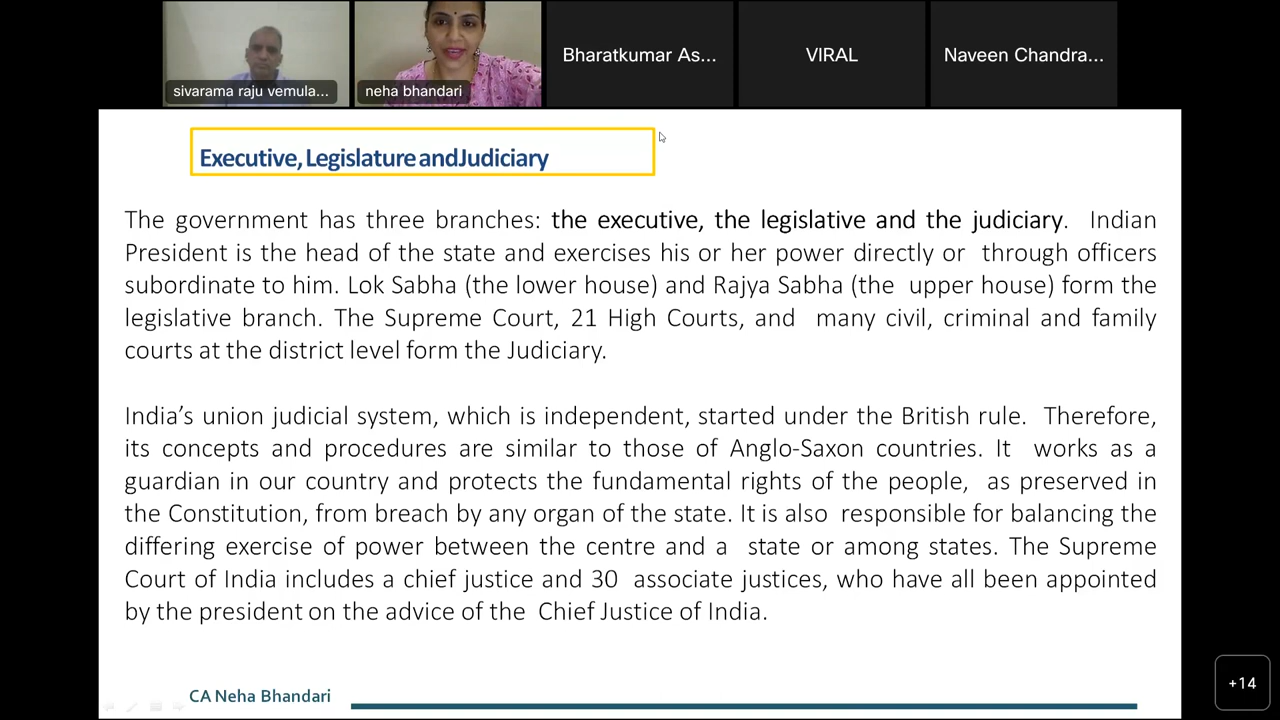 sivarama raju vemula...
neha bhandari
Bharatkumar As...
VIRAL
Naveen Chandra...
Executive, Legislature andJudiciary
The government has three branches: the executive, the legislative and the judiciary. Indian
President is the head of the state and exercises his or her power directly or through officers
subordinate to him. Lok Sabha (the lower house) and Rajya Sabha (the upper house) form the
legislative branch. The Supreme Court, 21 High Courts, and many civil, criminal and family
courts at the district level form the Judiciary.
India’s union judicial system, which is independent, started under the British rule. Therefore,
its concepts and procedures are similar to those of Anglo-Saxon countries. It works as a
guardian in our country and protects the fundamental rights of the people, as preserved in
the Constitution, from breach by any organ of the state. It is also responsible for balancing the
differing exercise of power between the centre and a state or among states. The Supreme
Court of India includes a chief justice and 30 associate justices, who have all been appointed
by the president on the advice of the Chief Justice of India.
+14
CA Neha Bhandari